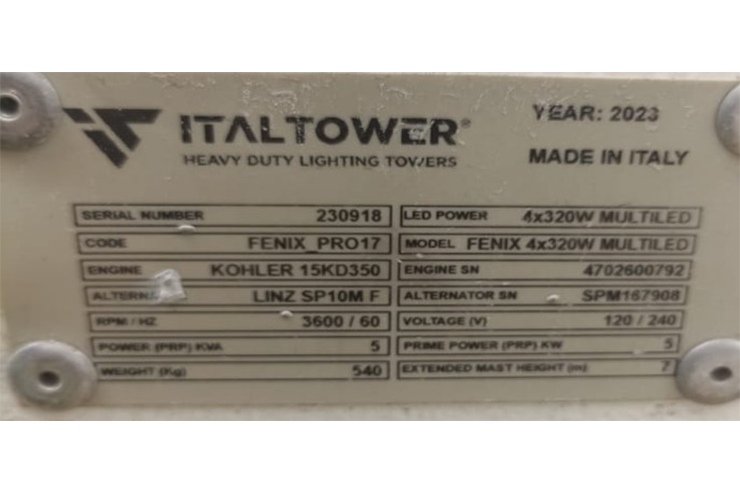 ITALTOWER®
YEAR: 2023
HEAVY DUTY LIGHTING TOWERS
MADE IN ITALY
SERIAL NUMBER 230918 LED POWER 4x320W MULTILED
CODE FENIX_PRO17 MODEL FENIX 4x320W MULTILED
ENGINE KOHLER 15KD350 ENGINE SN 4702600792
ALTERNA LINZ SP10M F ALTERNATOR SN SPM167908
RPM / HZ 3600 / 60 VOLTAGE (V) 120 / 240
POWER (PRP) KVA 5 PRIME POWER (PRP) KW 5
WEIGHT (Kg) 540 EXTENDED MAST HEIGHT (m) 7